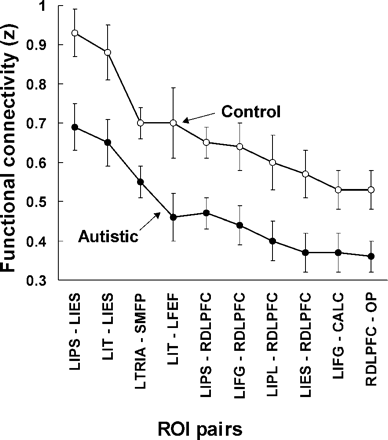 Functional connectivity (z)
1
0.9
0.8
0.7
0.6
0.5
0.4
0.3
Control
Autistic
LIPS - LIES
LIT - LIES
LTRIA - SMFP
LIT - LFEF
LIPS - RDLPFC
LIFG - RDLPFC
LIPL - RDLPFC
LIES - RDLPFC
LIFG - CALC
RDLPFC - OP
ROI pairs